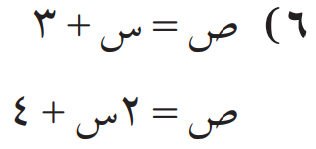 ٦) ص = س + ٣
ص = ٢س + ٤